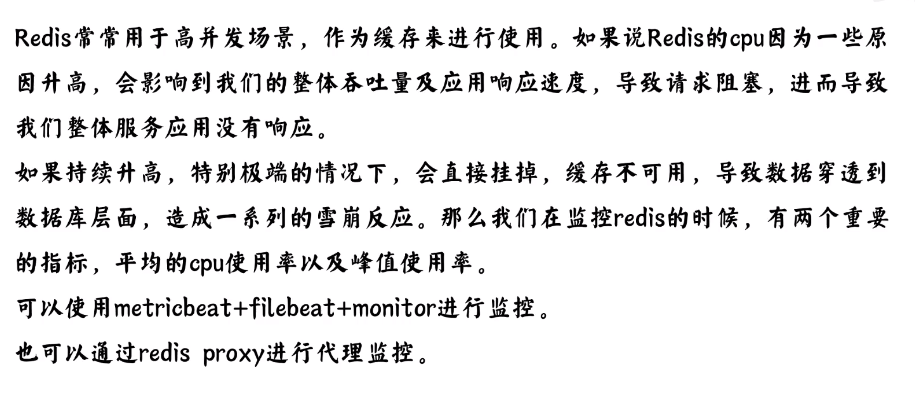 Redis常常用于高并发场景，作为缓存来进行使用。如果说Redis的cpu因为一些原
因升高，会影响到我们的整体吞吐量及应用响应速度，导致请求阻塞，进而导致
我们整体服务应用没有响应。
如果持续升高，特别极端的情况下，会直接挂掉，缓存不可用，导致数据穿透到
数据库层面，造成一系列的雪崩反应。那么我们在监控redis的时候，有两个重要
的指标，平均的cpu使用率以及峰值使用率。
可以使用metricbeat+filebeat+monitor进行监控。
也可以通过redis proxy进行代理监控。